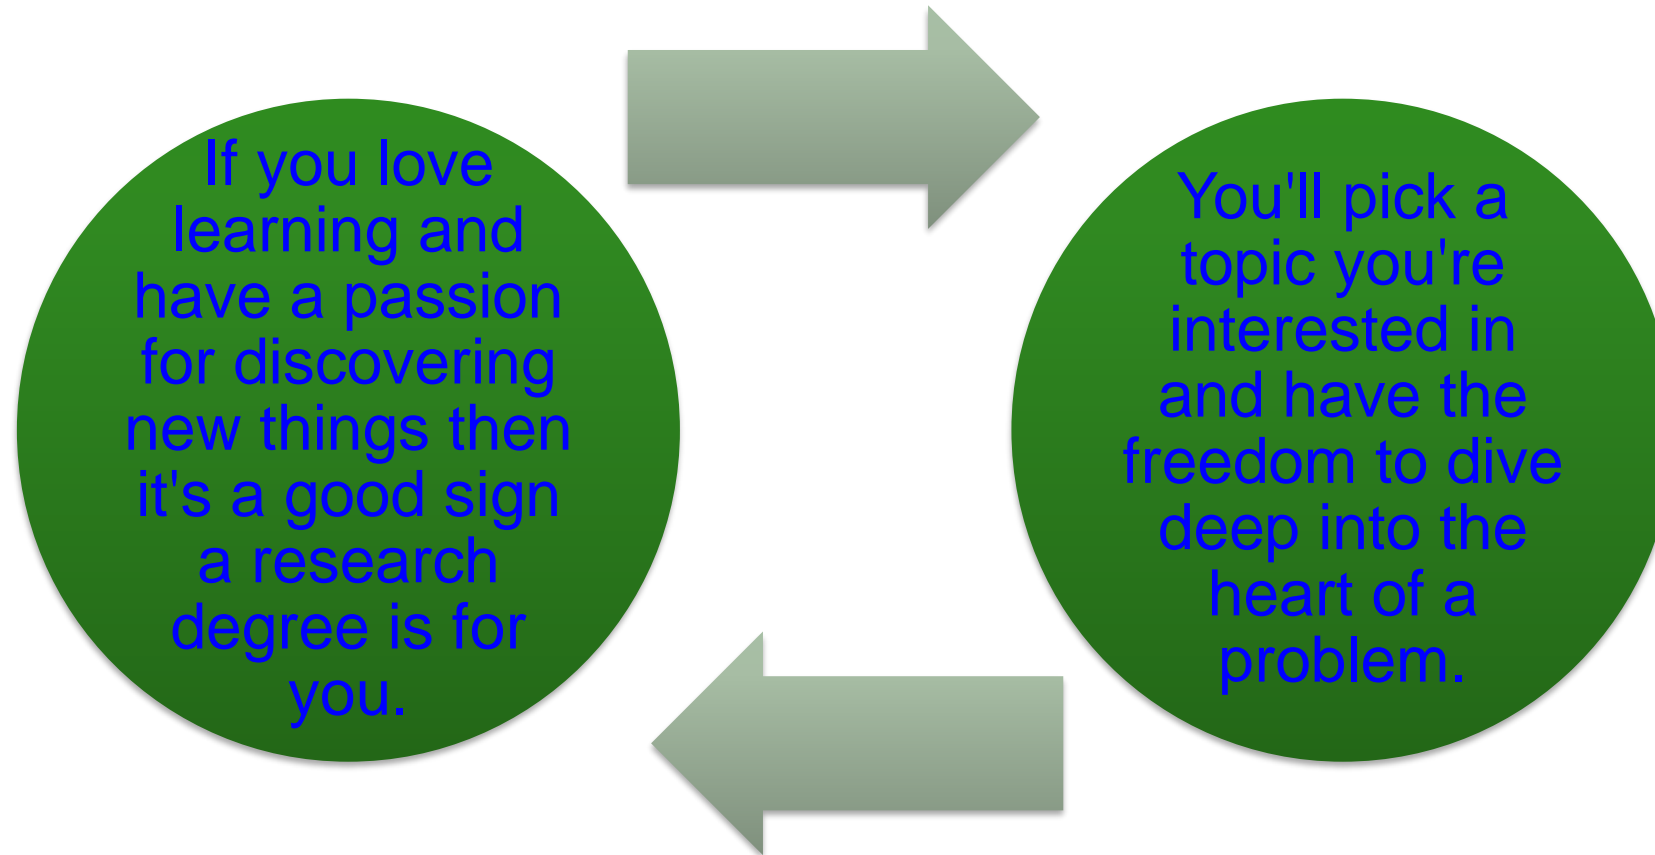 If you love
learning and
have a passion
for discovering
new things then
it's a good sign
a research
degree is for
you.
You'll pick a
topic you're
interested in
and have the
freedom to dive
deep into the
heart of a
problem.